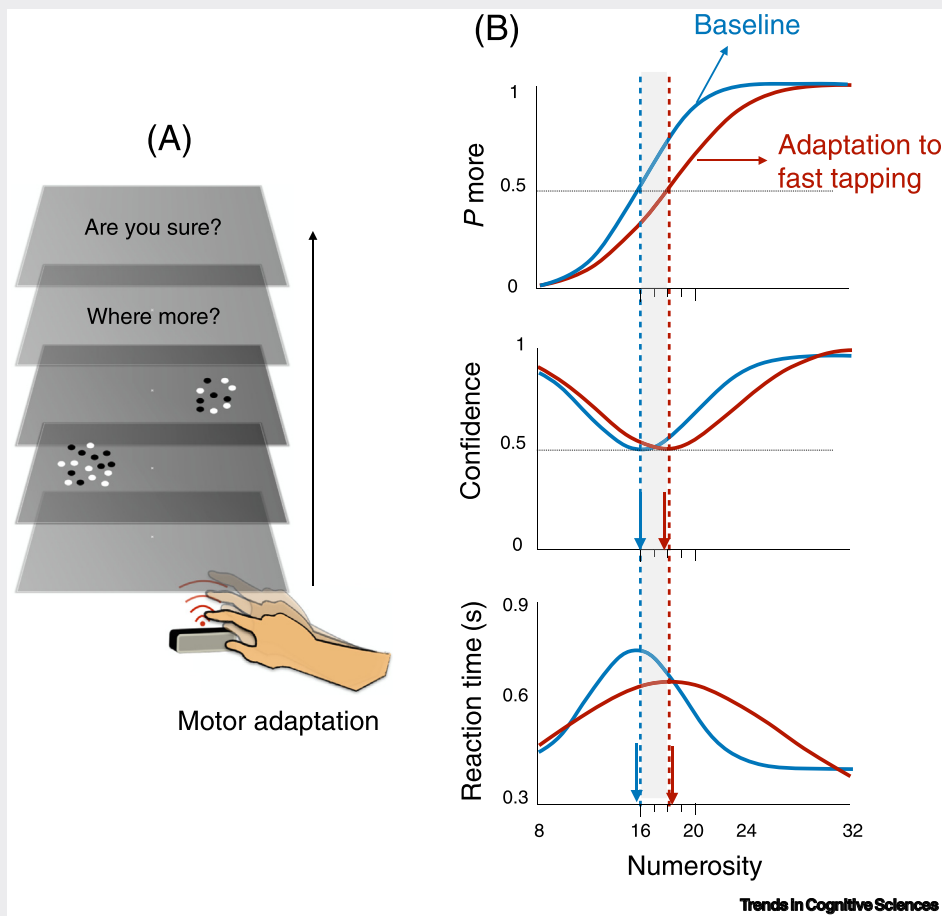 (A)
Are you sure?
Where more?
Motor adaptation
(B)
Baseline
Adaptation to
fast tapping
P more
1
0.5
0
Confidence
1
0.5
0
Reaction time (s)
0.9
0.6
0.3
8 16 20 24 32
Numerosity
Trends in Cognitive Sciences